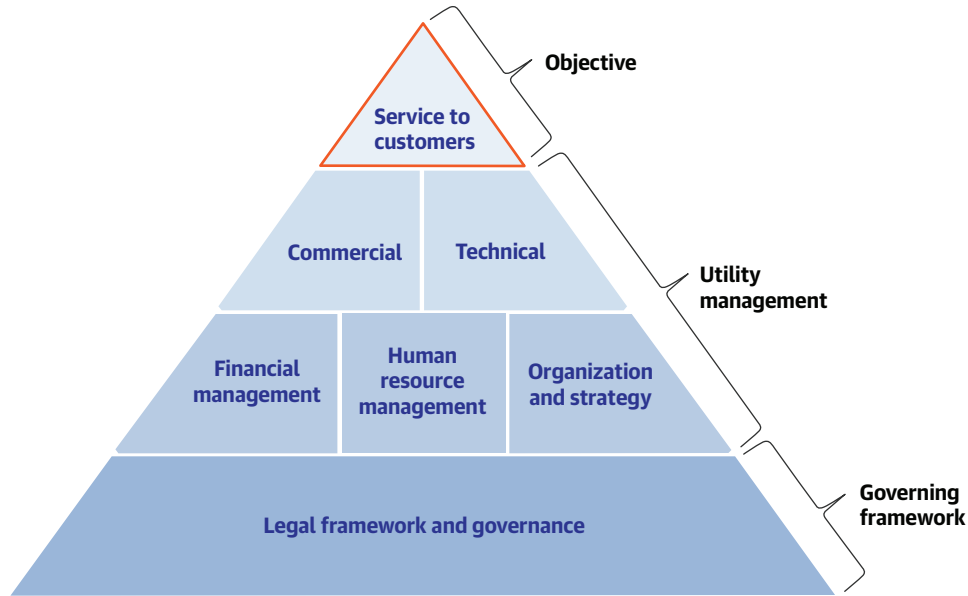 Objective
Service to
customers
Commercial
Technical
Utility
management
Financial
management
Human
resource
management
Organization
and strategy
Governing
framework
Legal framework and governance